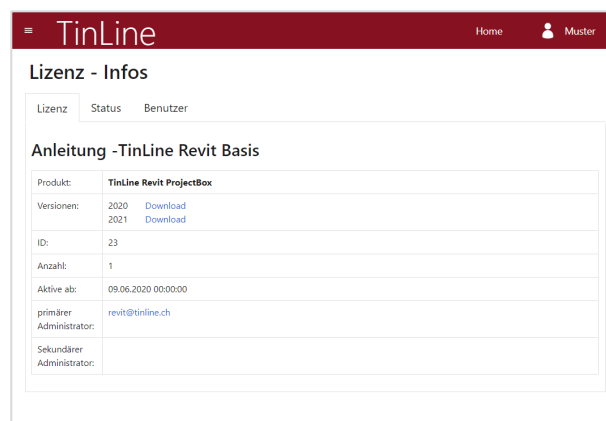 ≡ TinLine Home Muster
Lizenz - Infos
Lizenz Status Benutzer
Anleitung -TinLine Revit Basis
Produkt: TinLine Revit ProjectBox
Versionen: 2020 Download
2021 Download
ID: 23
Anzahl: 1
Aktive ab: 09.06.2020 00:00:00
primärer revit@tinline.ch
Administrator:
Sekundärer
Administrator: